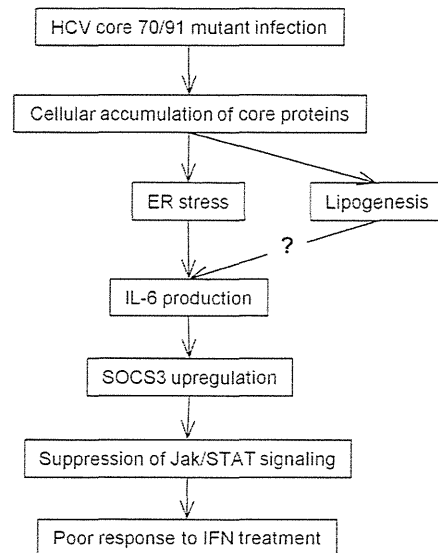 HCV core 70/91 mutant infection
Cellular accumulation of core proteins
ER stress
Lipogenesis
?
IL-6 production
SOCS3 upregulation
Suppression of Jak/STAT signaling
Poor response to IFN treatment